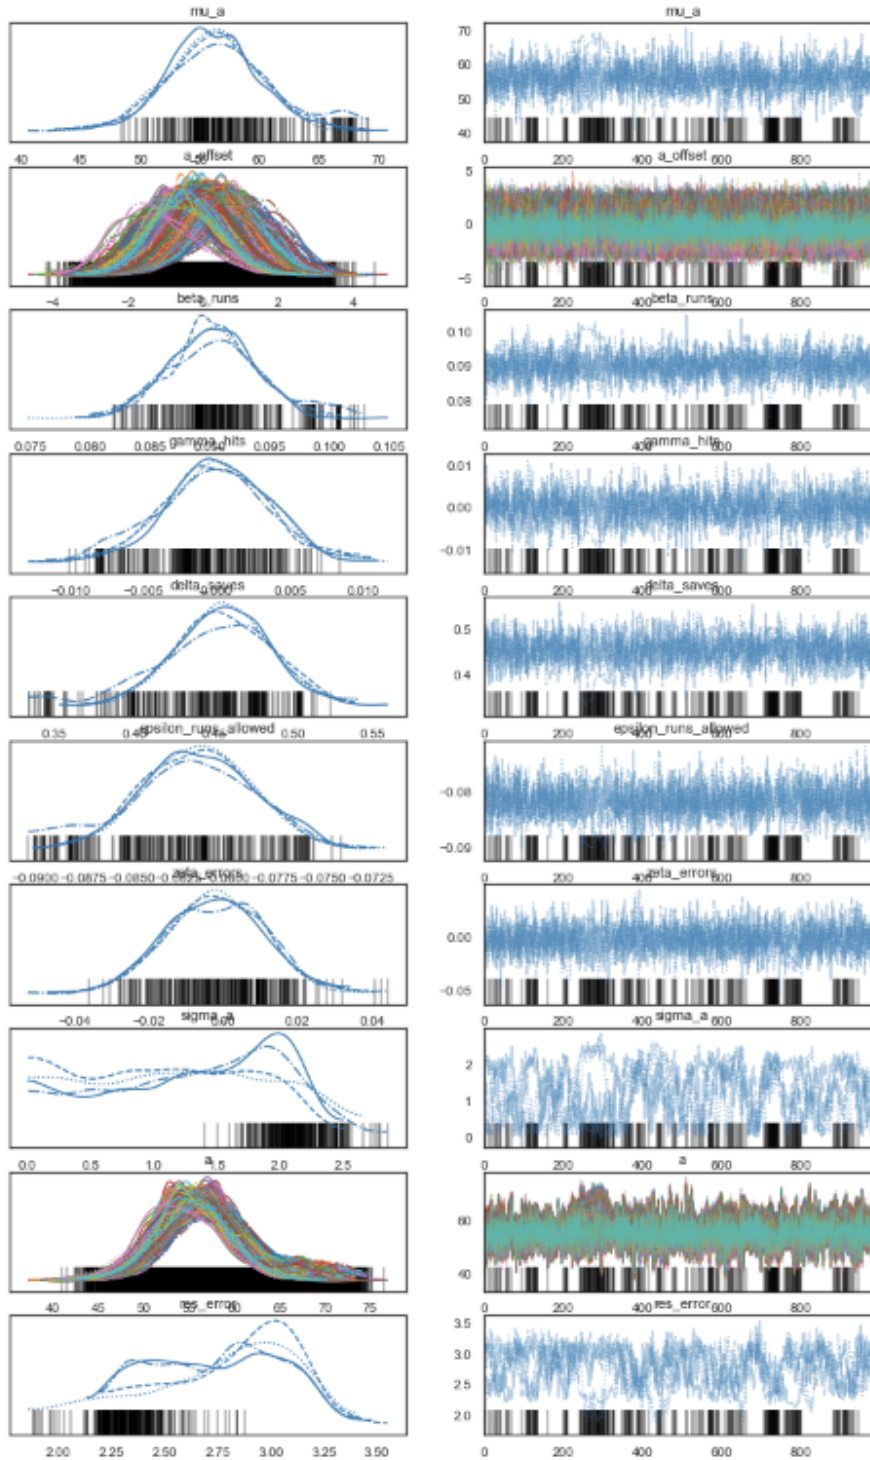 mu_a mu_a
70
60
50
40
40 45 50 60 65 70 0 200 400 600 800
a_offset a_offset
5
0
−5
−4 −2 2 4 0 200 400 600 800
beta_runs beta_runs
0.10
0.09
0.08
0.075 0.080 0.085 0.095 0.100 0.105 0 200 400 600 800
gamma_hits gamma_hits
0.01
0.00
−0.01
−0.010 −0.005 0.000 0.005 0.010 0 200 400 600 800
delta_saves delta_saves
0.5
0.4
0.35 0.50 0.55 0 200 400 600 800
epsilon_runs_allowed epsilon_runs_allowed
−0.08
−0.09
−0.0900 −0.0875 −0.0850 −0.0775 −0.0750 −0.0725 0 200 400 600 800
zeta_errors zeta_errors
0.00
−0.05
−0.04 −0.02 0.00 0.02 0.04 0 200 400 600 800
sigma_a sigma_a
2
1
0
0.0 0.5 1.0 1.5 2.0 2.5 0 200 400 600 800
a a
60
40
40 45 50 55 60 65 70 75 0 200 400 600 800
res_error res_error
3.5
3.0
2.5
2.0
2.00 2.25 2.50 2.75 3.00 3.25 3.50 0 200 400 600 800